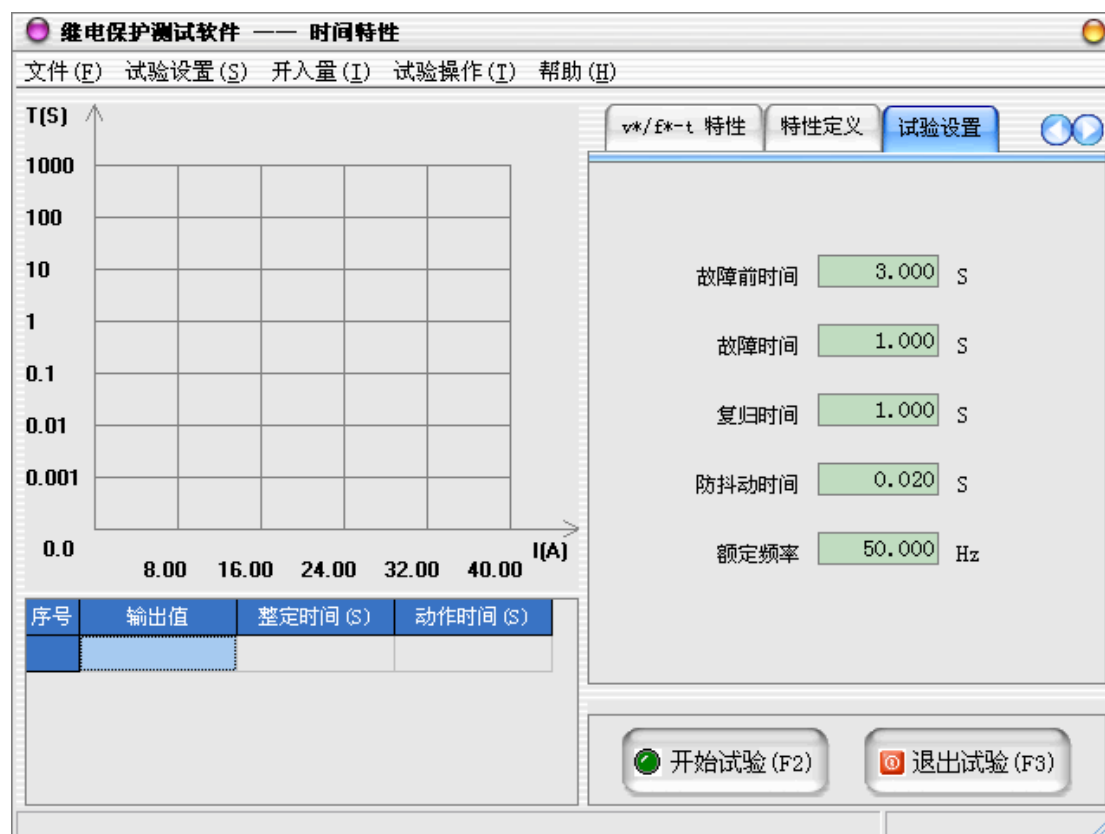 继电保护测试软件 —— 时间特性
文件(F) 试验设置(S) 开入量(I) 试验操作(T) 帮助(H)
T(S)
1000
100
10
1
0.1
0.01
0.001
0.0
8.00 16.00 24.00 32.00 40.00
I(A)
序号 输出值 整定时间(S) 动作时间(S)
v*/f*-t 特性 特性定义 试验设置
故障前时间 3.000 S
故障时间 1.000 S
复归时间 1.000 S
防抖动时间 0.020 S
额定频率 50.000 Hz
开始试验(F2) 退出试验(F3)